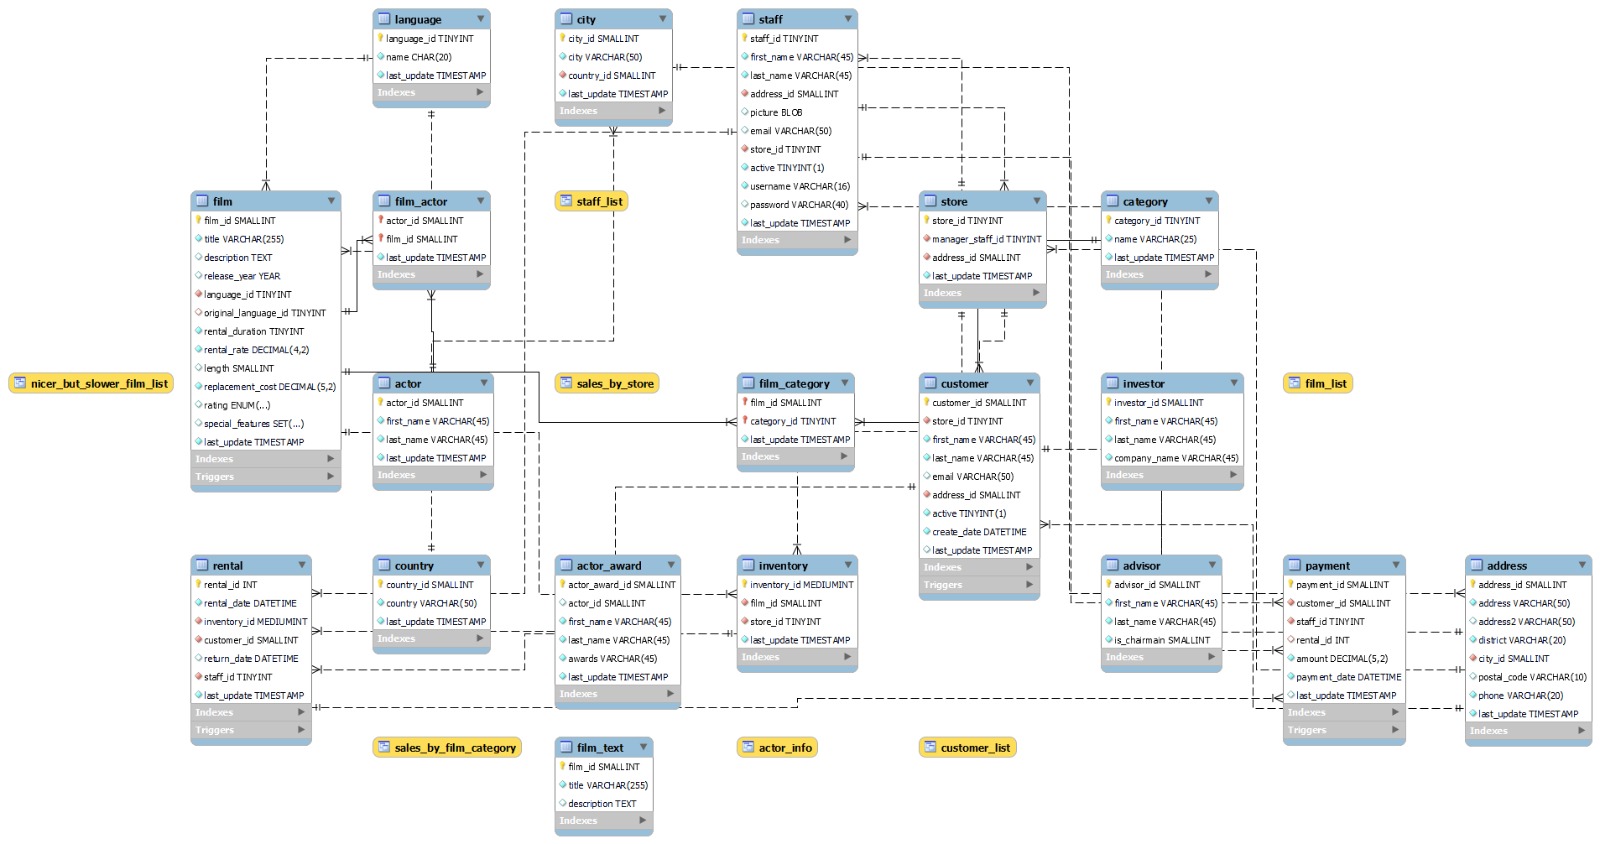 language
language_id TINYINT
name CHAR(20)
last_update TIMESTAMP
Indexes
city
city_id SMALLINT
city VARCHAR(50)
country_id SMALLINT
last_update TIMESTAMP
Indexes
staff
staff_id TINYINT
first_name VARCHAR(45)
last_name VARCHAR(45)
address_id SMALLINT
picture BLOB
email VARCHAR(50)
store_id TINYINT
active TINYINT(1)
username VARCHAR(16)
password VARCHAR(40)
last_update TIMESTAMP
Indexes
film
film_id SMALLINT
title VARCHAR(255)
description TEXT
release_year YEAR
language_id TINYINT
original_language_id TINYINT
rental_duration TINYINT
rental_rate DECIMAL(4,2)
length SMALLINT
replacement_cost DECIMAL(5,2)
rating ENUM(...)
special_features SET(...)
last_update TIMESTAMP
Indexes
Triggers
film_actor
actor_id SMALLINT
film_id SMALLINT
last_update TIMESTAMP
Indexes
staff_list
store
store_id TINYINT
manager_staff_id TINYINT
address_id SMALLINT
last_update TIMESTAMP
Indexes
category
category_id TINYINT
name VARCHAR(25)
last_update TIMESTAMP
Indexes
nicer_but_slower_film_list
actor
actor_id SMALLINT
first_name VARCHAR(45)
last_name VARCHAR(45)
last_update TIMESTAMP
Indexes
sales_by_store
film_category
film_id SMALLINT
category_id TINYINT
last_update TIMESTAMP
Indexes
customer
customer_id SMALLINT
store_id TINYINT
first_name VARCHAR(45)
last_name VARCHAR(45)
email VARCHAR(50)
address_id SMALLINT
active TINYINT(1)
create_date DATETIME
last_update TIMESTAMP
Indexes
Triggers
investor
investor_id SMALLINT
first_name VARCHAR(45)
last_name VARCHAR(45)
company_name VARCHAR(45)
Indexes
film_list
rental
rental_id INT
rental_date DATETIME
inventory_id MEDIUMINT
customer_id SMALLINT
return_date DATETIME
staff_id TINYINT
last_update TIMESTAMP
Indexes
Triggers
country
country_id SMALLINT
country VARCHAR(50)
last_update TIMESTAMP
Indexes
actor_award
actor_award_id SMALLINT
actor_id SMALLINT
first_name VARCHAR(45)
last_name VARCHAR(45)
awards VARCHAR(45)
last_update TIMESTAMP
Indexes
inventory
inventory_id MEDIUMINT
film_id SMALLINT
store_id TINYINT
last_update TIMESTAMP
Indexes
advisor
advisor_id SMALLINT
first_name VARCHAR(45)
last_name VARCHAR(45)
is_chairmain SMALLINT
Indexes
payment
payment_id SMALLINT
customer_id SMALLINT
staff_id TINYINT
rental_id INT
amount DECIMAL(5,2)
payment_date DATETIME
last_update TIMESTAMP
Indexes
Triggers
address
address_id SMALLINT
address VARCHAR(50)
address2 VARCHAR(50)
district VARCHAR(20)
city_id SMALLINT
postal_code VARCHAR(10)
phone VARCHAR(20)
last_update TIMESTAMP
Indexes
sales_by_film_category
film_text
film_id SMALLINT
title VARCHAR(255)
description TEXT
Indexes
actor_info
customer_list